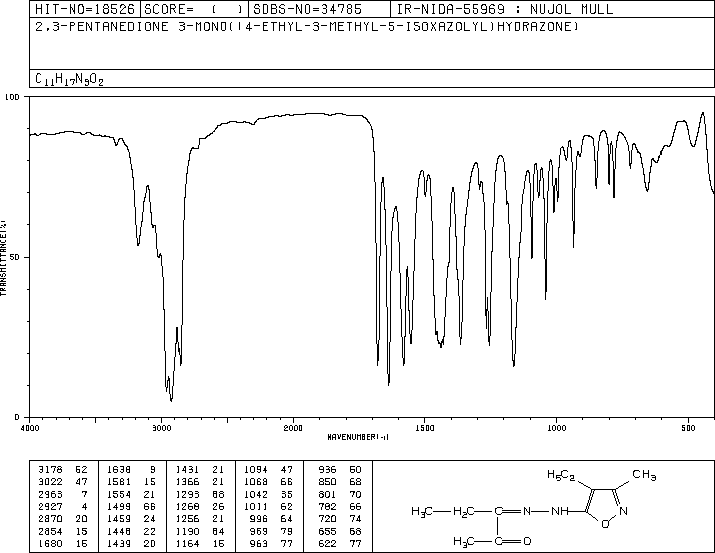 HIT-NO=18526 SCORE= ( ) SDBS-NO=34785 IR-NIDA-55969 : NUJOL MULL
2,3-PENTANEDIONE 3-MONO((4-ETHYL-3-METHYL-5-ISOXAZOLYL)HYDRAZONE)
C11H17N3O2
100
50
0
TRANSMITTANCE(%)
4000 3000 2000 1500 1000 500
WAVENUMBER(-1)
3178 52 1638 9 1431 21 1094 47 936 50
3022 47 1581 15 1366 21 1068 66 850 68
2963 7 1554 21 1293 68 1042 35 801 70
2927 4 1499 66 1268 26 1011 62 782 66
2870 20 1459 24 1256 21 996 64 720 74
2854 15 1448 22 1190 64 969 79 655 68
1680 15 1439 20 1164 15 963 77 622 77
H5C2 CH3
H3C H2C C N NH O N
C O
H3C